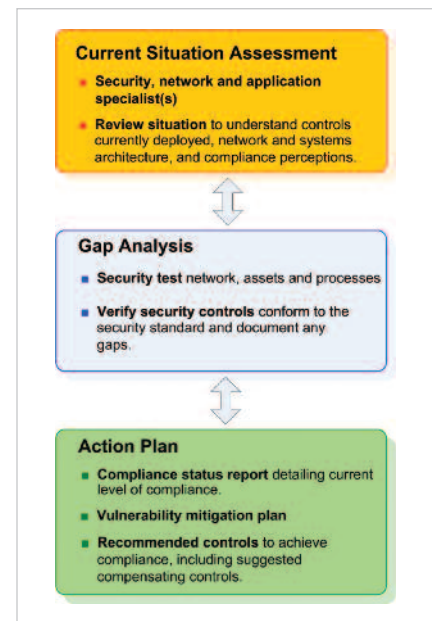 Current Situation Assessment
Security, network and application
specialist(s)
Review situation to understand controls
currently deployed, network and systems
architecture, and compliance perceptions.
Gap Analysis
Security test network, assets and processes
Verify security controls conform to the
security standard and document any
gaps.
Action Plan
Compliance status report detailing current
level of compliance.
Vulnerability mitigation plan
Recommended controls to achieve
compliance, including suggested
compensating controls.